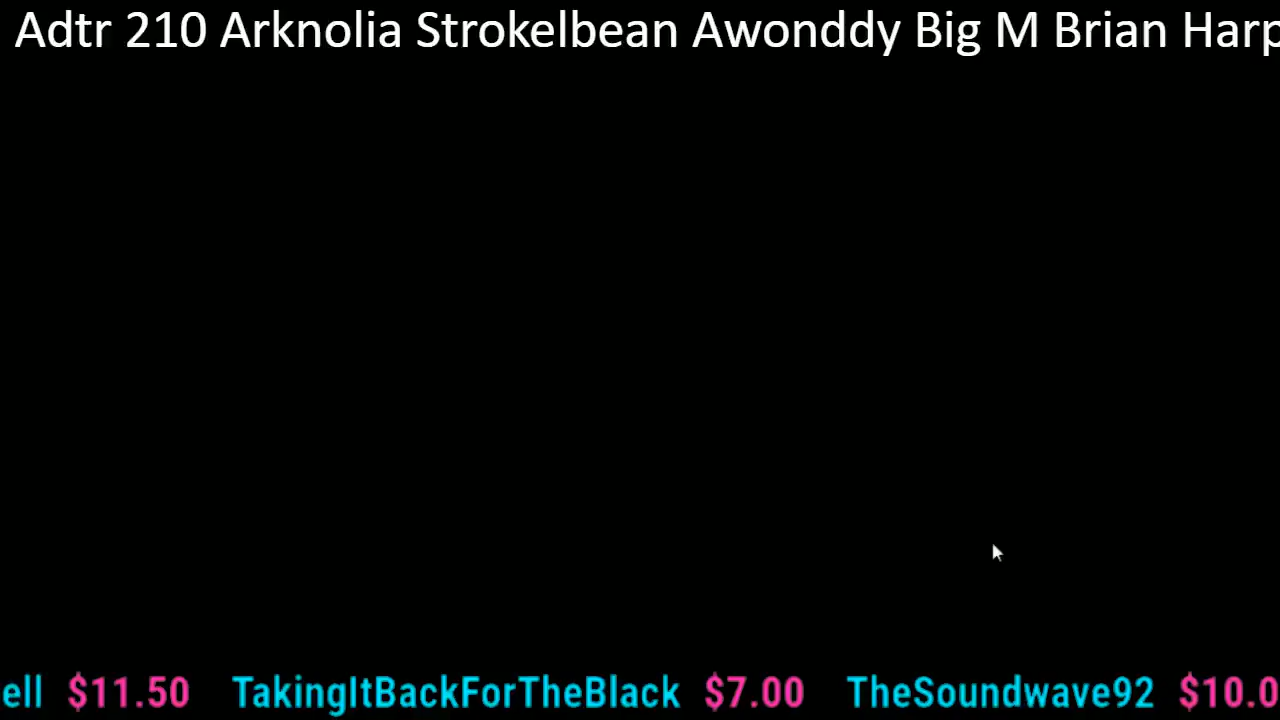 Adtr 210 Arknolia Strokelbean Awonddy Big M Brian Harp
ell $11.50 TakingItBackForTheBlack $7.00 TheSoundwave92 $10.0